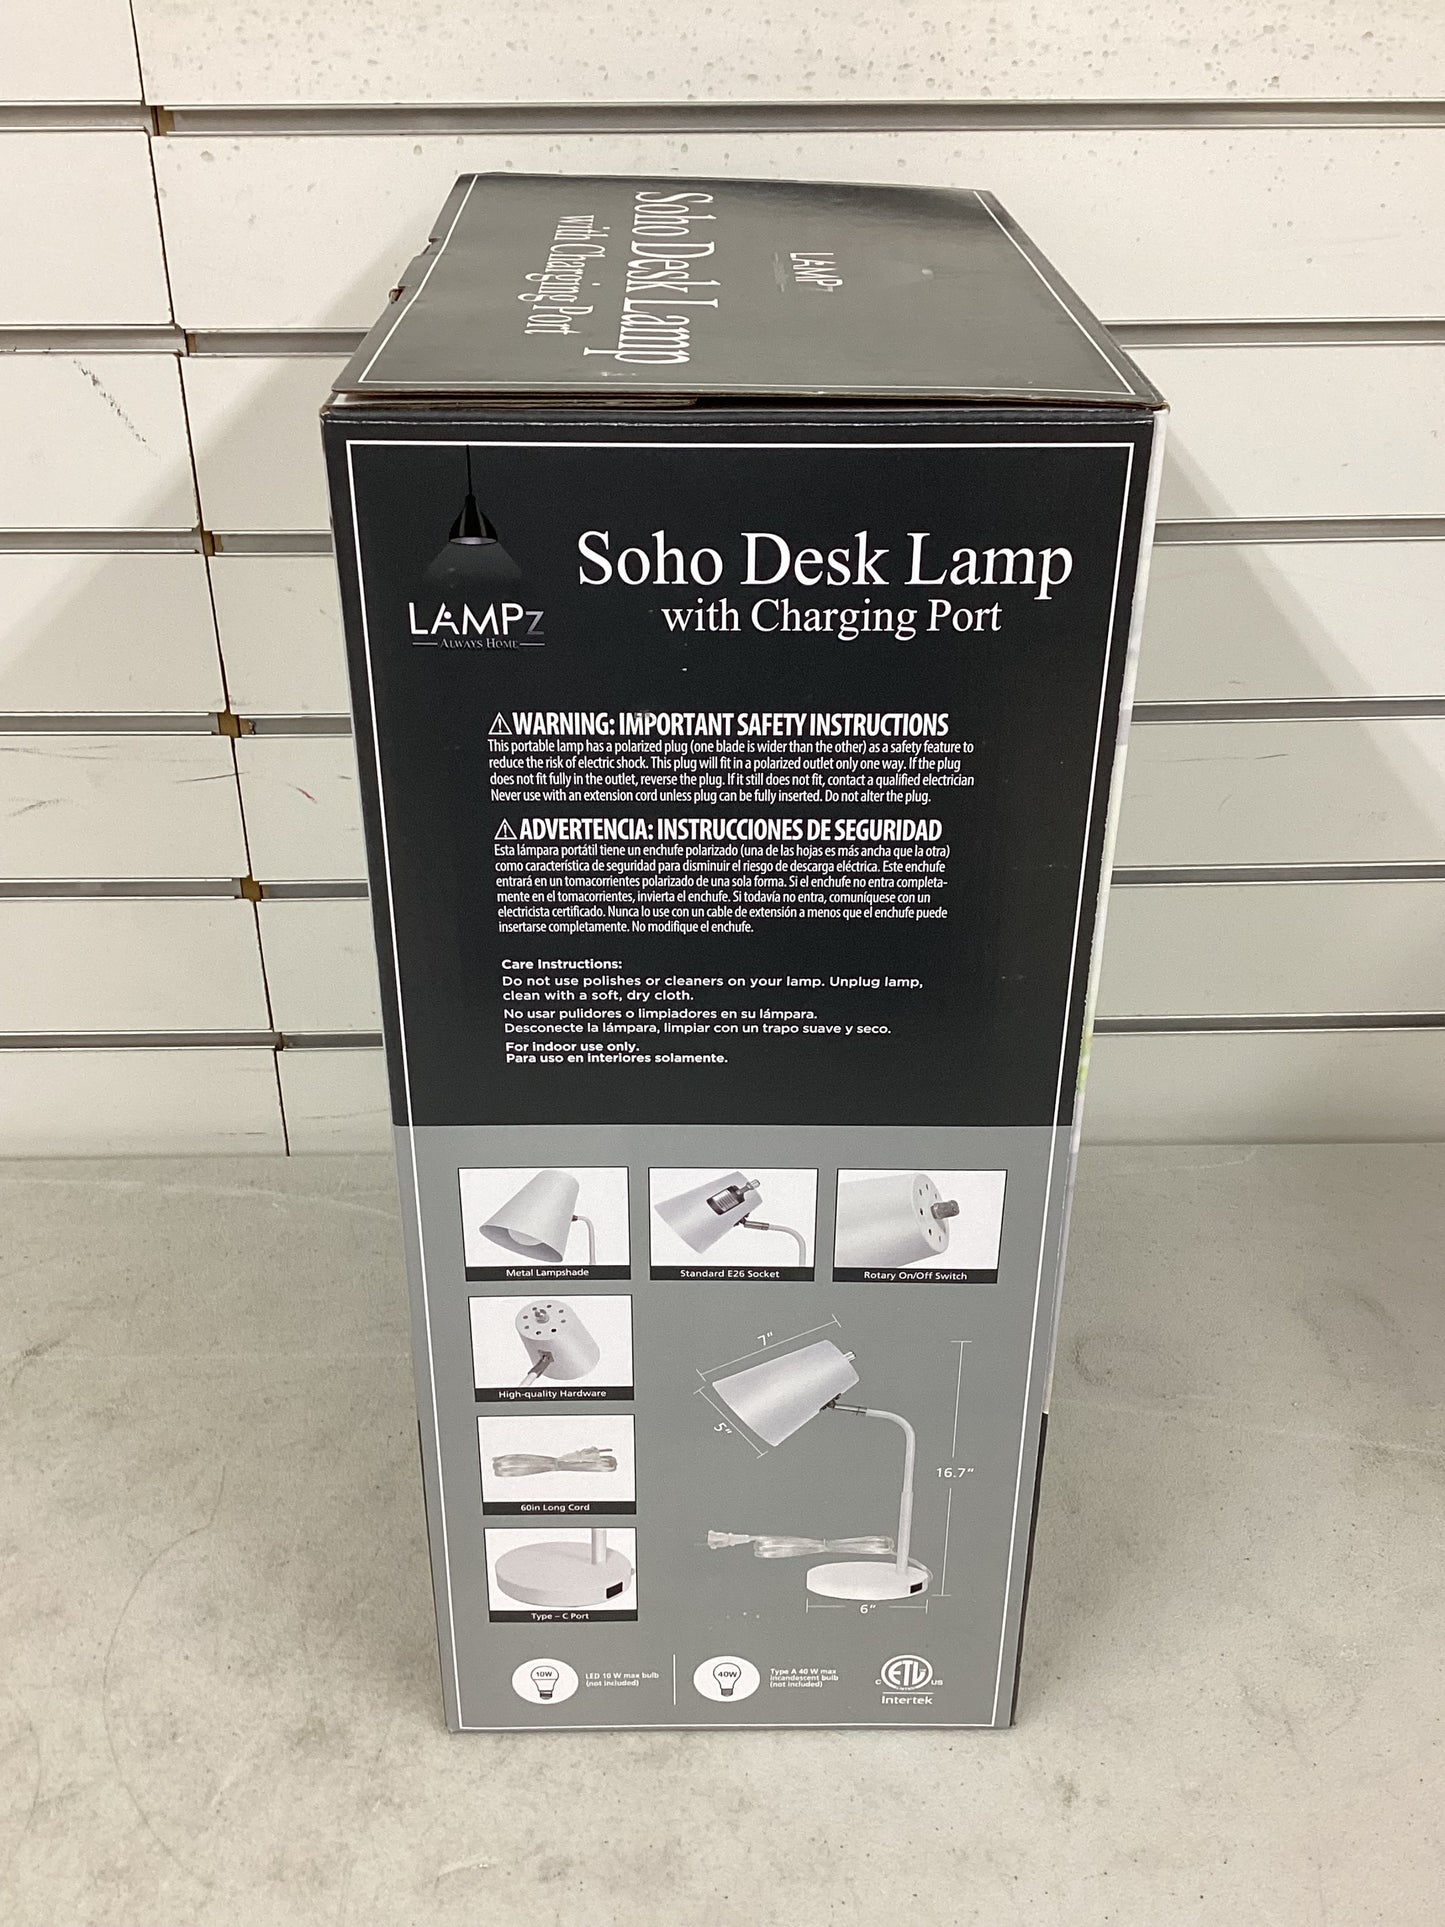 Soho Desk Lamp
with Charging Port
LAMPZ
LAMPZ
ALWAYS HOME
Soho Desk Lamp
with Charging Port
⚠WARNING: IMPORTANT SAFETY INSTRUCTIONS
This portable lamp has a polarized plug (one blade is wider than the other) as a safety feature to
reduce the risk of electric shock. This plug will fit in a polarized outlet only one way. If the plug
does not fit fully in the outlet, reverse the plug. If it still does not fit, contact a qualified electrician
Never use with an extension cord unless plug can be fully inserted. Do not alter the plug.
⚠ADVERTENCIA: INSTRUCCIONES DE SEGURIDAD
Esta lámpara portátil tiene un enchufe polarizado (una de las hojas es más ancha que la otra)
como característica de seguridad para disminuir el riesgo de descarga eléctrica. Este enchufe
entrará en un tomacorrientes polarizado de una sola forma. Si el enchufe no entra completa-
mente en el tomacorrientes, invierta el enchufe. Si todavía no entra, comuníquese con un
electricista certificado. Nunca lo use con un cable de extensión a menos que el enchufe puede
insertarse completamente. No modifique el enchufe.
Care Instructions:
Do not use polishes or cleaners on your lamp. Unplug lamp,
clean with a soft, dry cloth.
No usar pulidores o limpiadores en su lámpara.
Desconecte la lámpara, limpiar con un trapo suave y seco.
For indoor use only.
Para uso en interiores solamente.
Metal Lampshade
Standard E26 Socket
Rotary On/Off Switch
High-quality Hardware
60in Long Cord
Type – C Port
7"
5"
16.7"
6"
10W
LED 10 W max bulb
(not included)
40W
Type A 40 W max
incandescent bulb
(not included)
C ETL US
Intertek